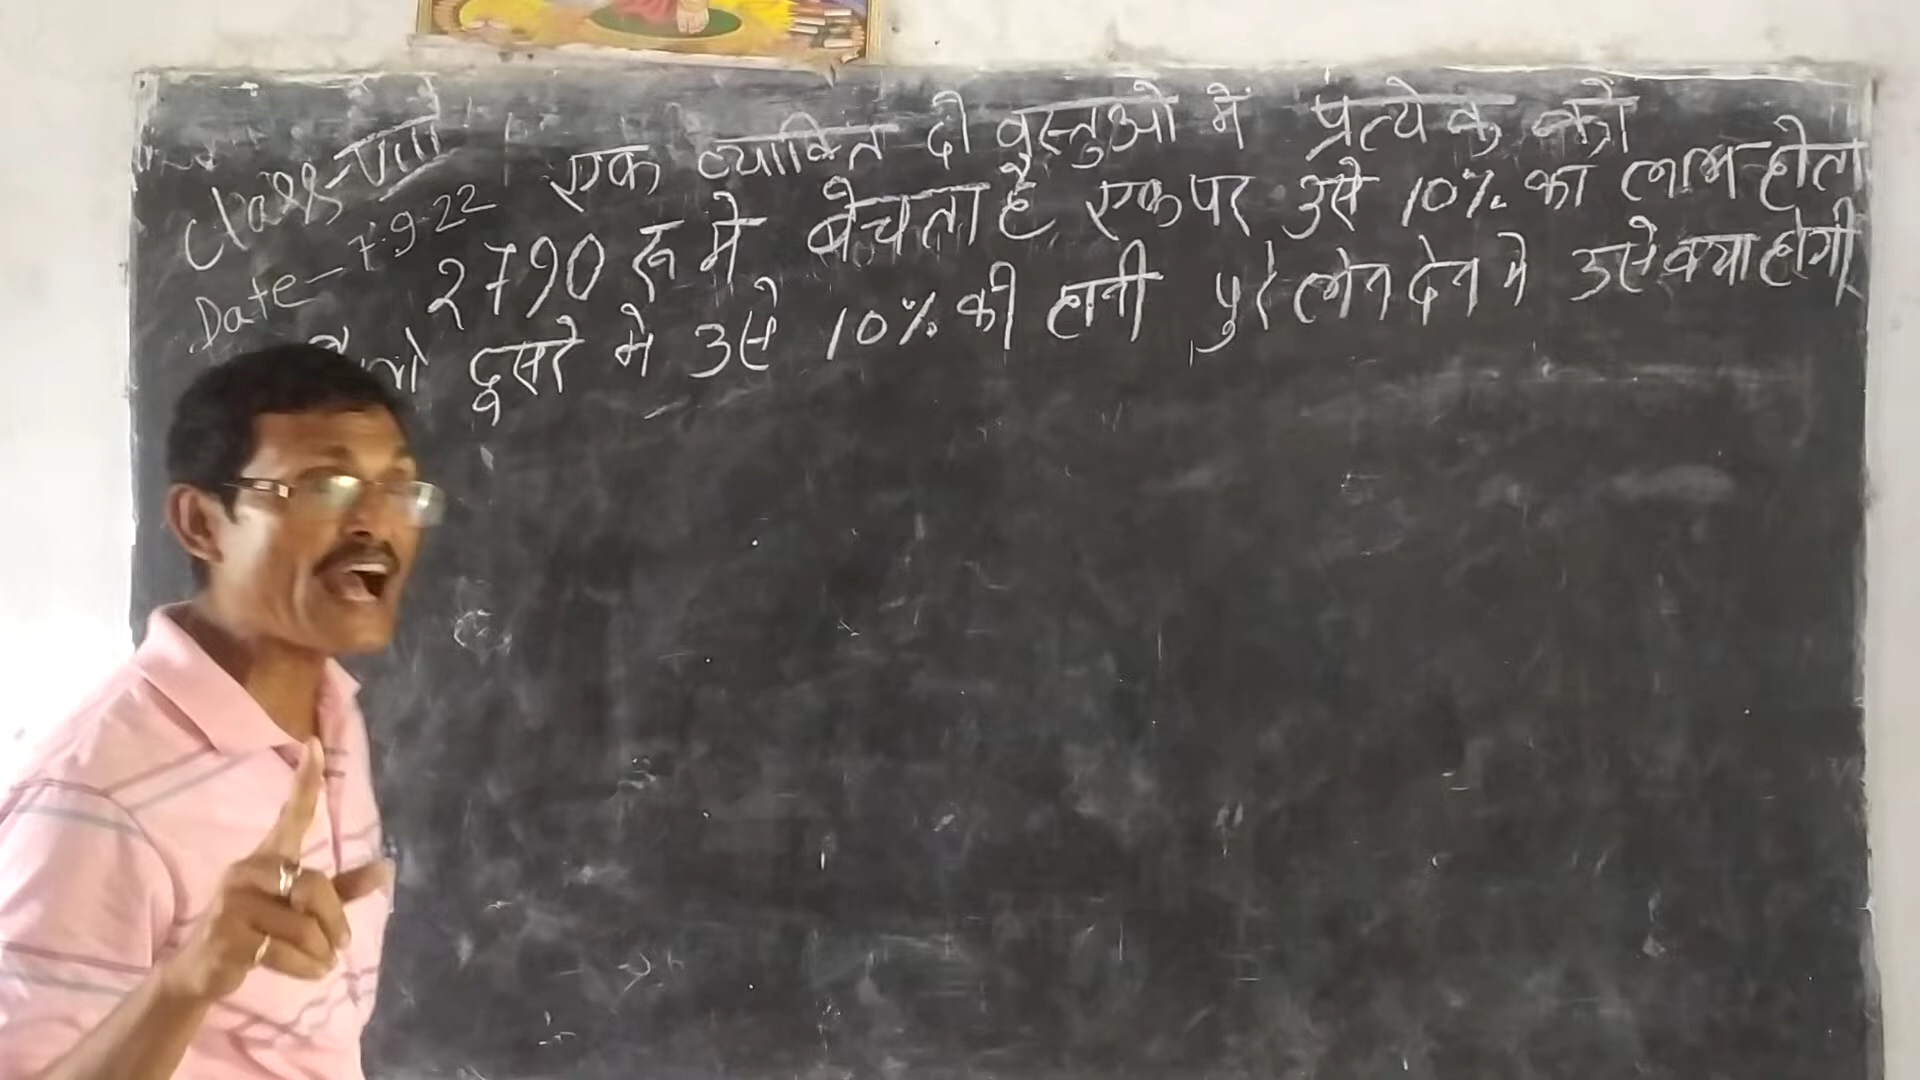 Class-VIII
Date-7.9.22
एक व्याक्ति दो वस्तुओ में प्रत्येक को
2790 रू मे बेचता है एक पर उसे 10% का लाभ होता
दूसरे मे उसे 10% की हानी पुरे लेन देन मे उसे क्या होगी